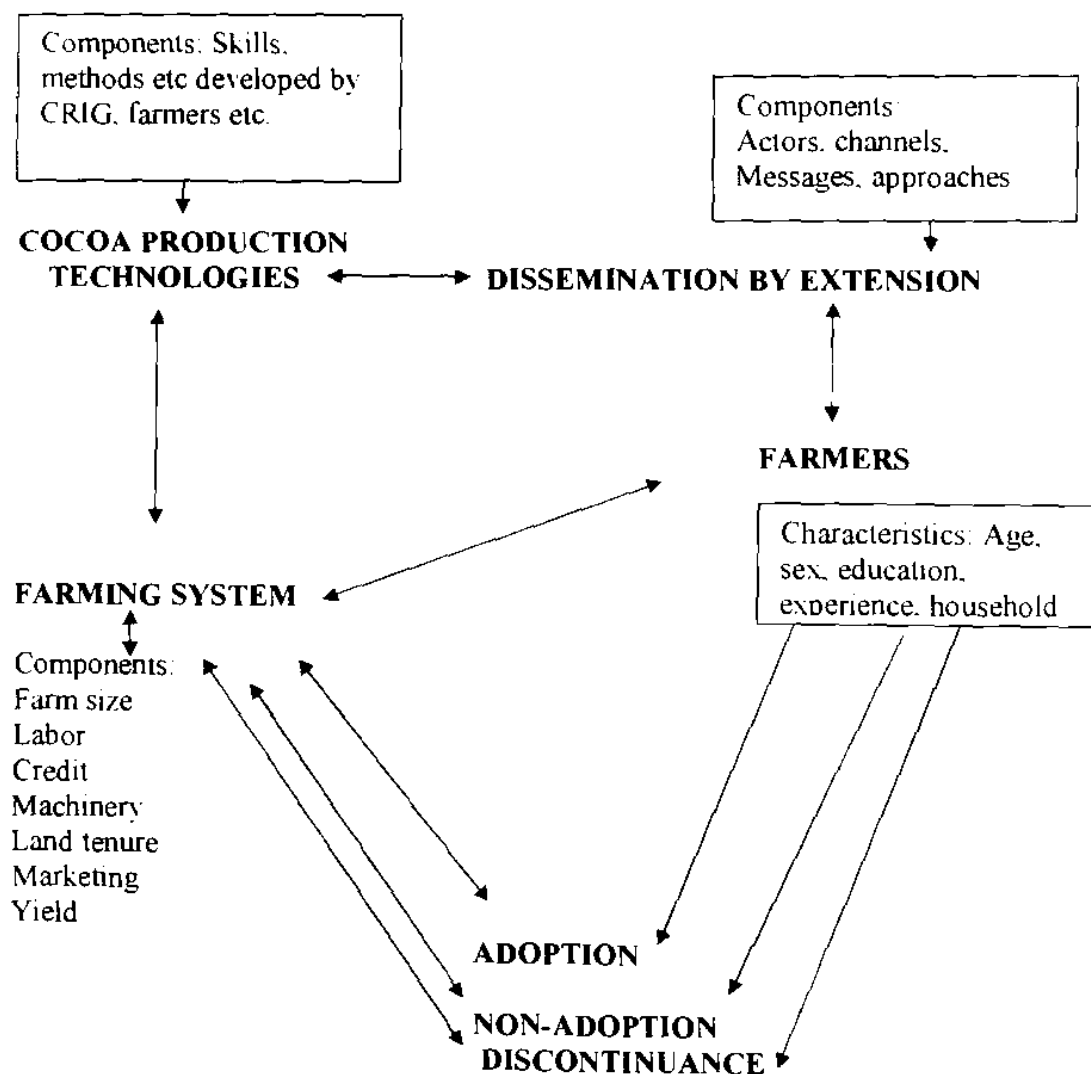 Components: Skills,
methods etc developed by
CRIG, farmers etc.
Components
Actors, channels,
Messages, approaches
COCOA PRODUCTION
TECHNOLOGIES
DISSEMINATION BY EXTENSION
FARMERS
Characteristics: Age,
sex, education,
experience, household
FARMING SYSTEM
Components:
Farm size
Labor
Credit
Machinery
Land tenure
Marketing
Yield
ADOPTION
NON-ADOPTION
DISCONTINUANCE